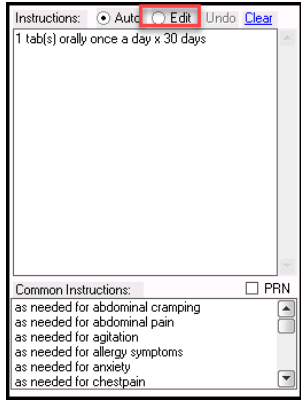 Instructions: Auto Edit Undo Clear
1 tab(s) orally once a day x 30 days
Common Instructions: PRN
as needed for abdominal cramping
as needed for abdominal pain
as needed for agitation
as needed for allergy symptoms
as needed for anxiety
as needed for chestpain